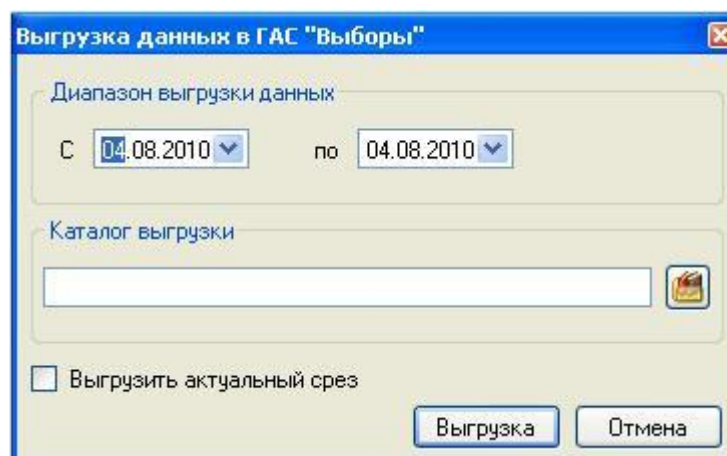 Выгрузка данных в ГАС "Выборы"
Диапазон выгрузки данных
С 04.08.2010 по 04.08.2010
Каталог выгрузки
Выгрузить актуальный срез
Выгрузка Отмена